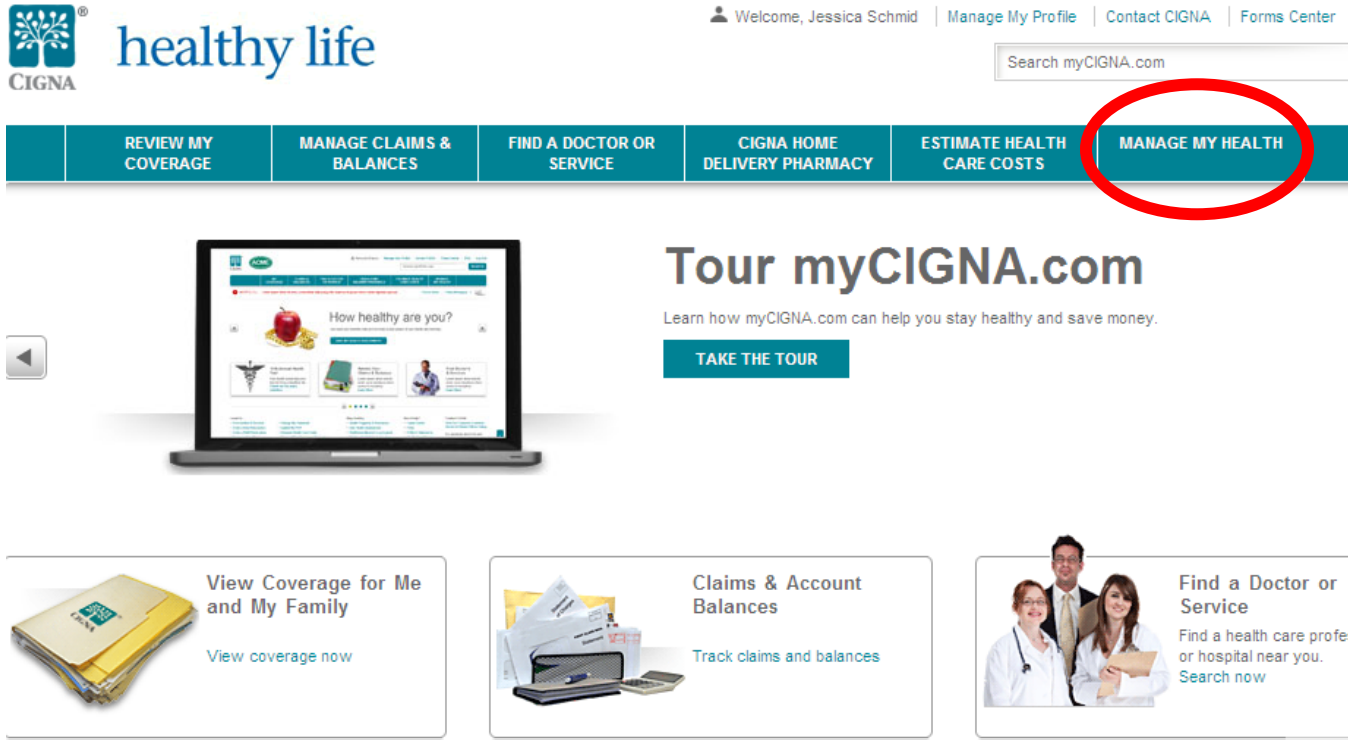 ®
healthy life
CIGNA
Welcome, Jessica Schmid | Manage My Profile | Contact CIGNA | Forms Center
Search myCIGNA.com
REVIEW MY COVERAGE
MANAGE CLAIMS & BALANCES
FIND A DOCTOR OR SERVICE
CIGNA HOME DELIVERY PHARMACY
ESTIMATE HEALTH CARE COSTS
MANAGE MY HEALTH
ACME
How healthy are you?
Tour myCIGNA.com
Learn how myCIGNA.com can help you stay healthy and save money.
TAKE THE TOUR
View Coverage for Me
and My Family
View coverage now
CIGNA
Claims & Account
Balances
Track claims and balances
Statement
Find a Doctor or
Service
Find a health care profe
or hospital near you.
Search now